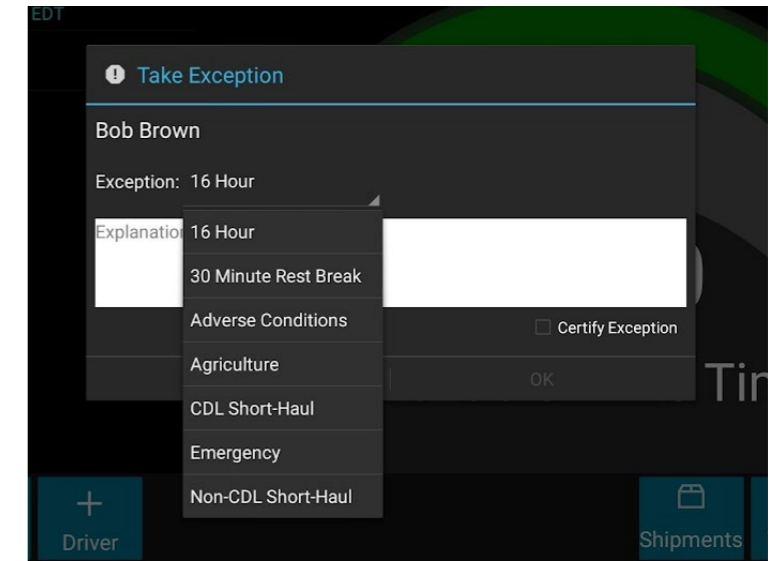 EDT
Take Exception
Bob Brown
Exception: 16 Hour
16 Hour
30 Minute Rest Break
Adverse Conditions
Agriculture
CDL Short-Haul
Emergency
Non-CDL Short-Haul
Certify Exception
OK
Driver
Shipments